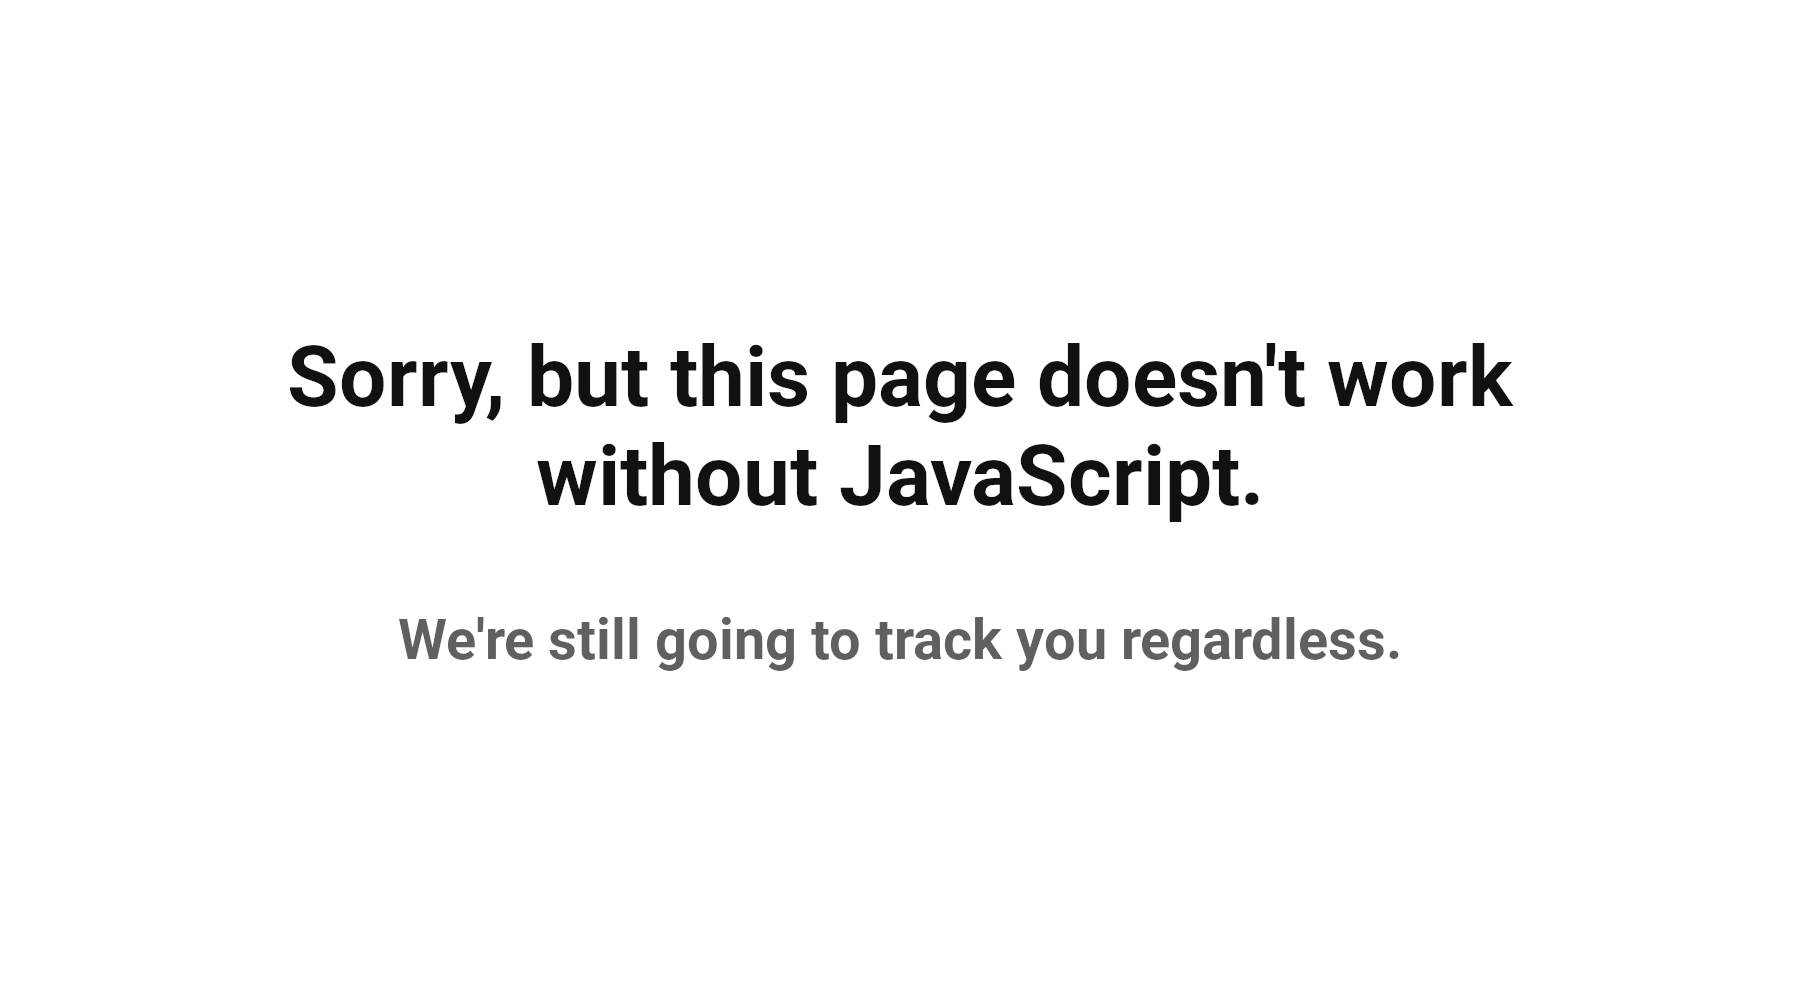 Sorry, but this page doesn't work
without JavaScript.
We're still going to track you regardless.